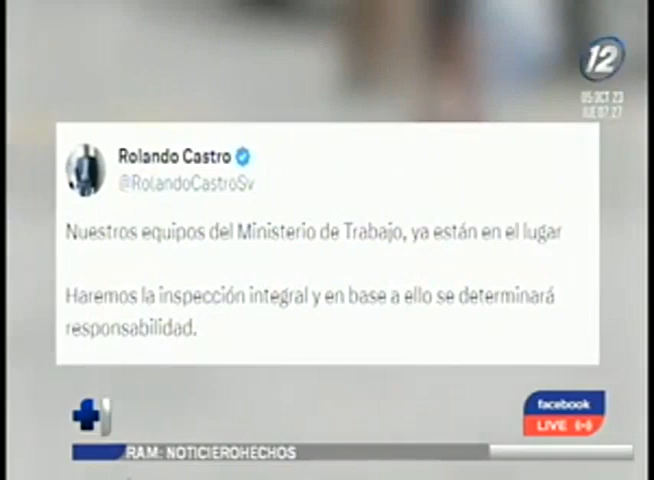 12
05 OCT 23
JUE 07:27
Rolando Castro
@RolandoCastroSv
Nuestros equipos del Ministerio de Trabajo, ya están en el lugar
Haremos la inspección integral y en base a ello se determinará
responsabilidad.
facebook
LIVE
RAM: NOTICIEROHECHOS